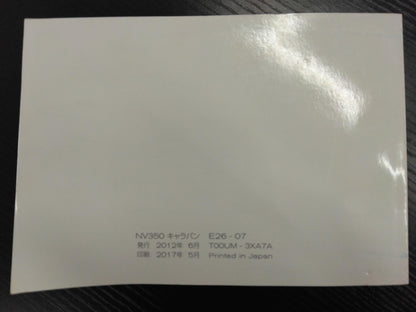 NV350 キャラバン E26-07
発行 2012年 6月 T00UM-3XA7A
印刷 2017年 5月 Printed in Japan